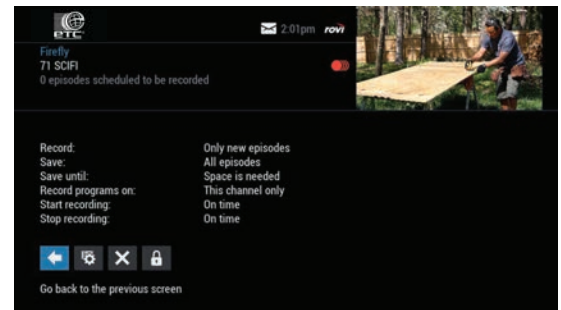 etc
2:01pm rovi
Firefly
71 SCIFI
0 episodes scheduled to be recorded
Record: Only new episodes
Save: All episodes
Save until: Space is needed
Record programs on: This channel only
Start recording: On time
Stop recording: On time
Go back to the previous screen